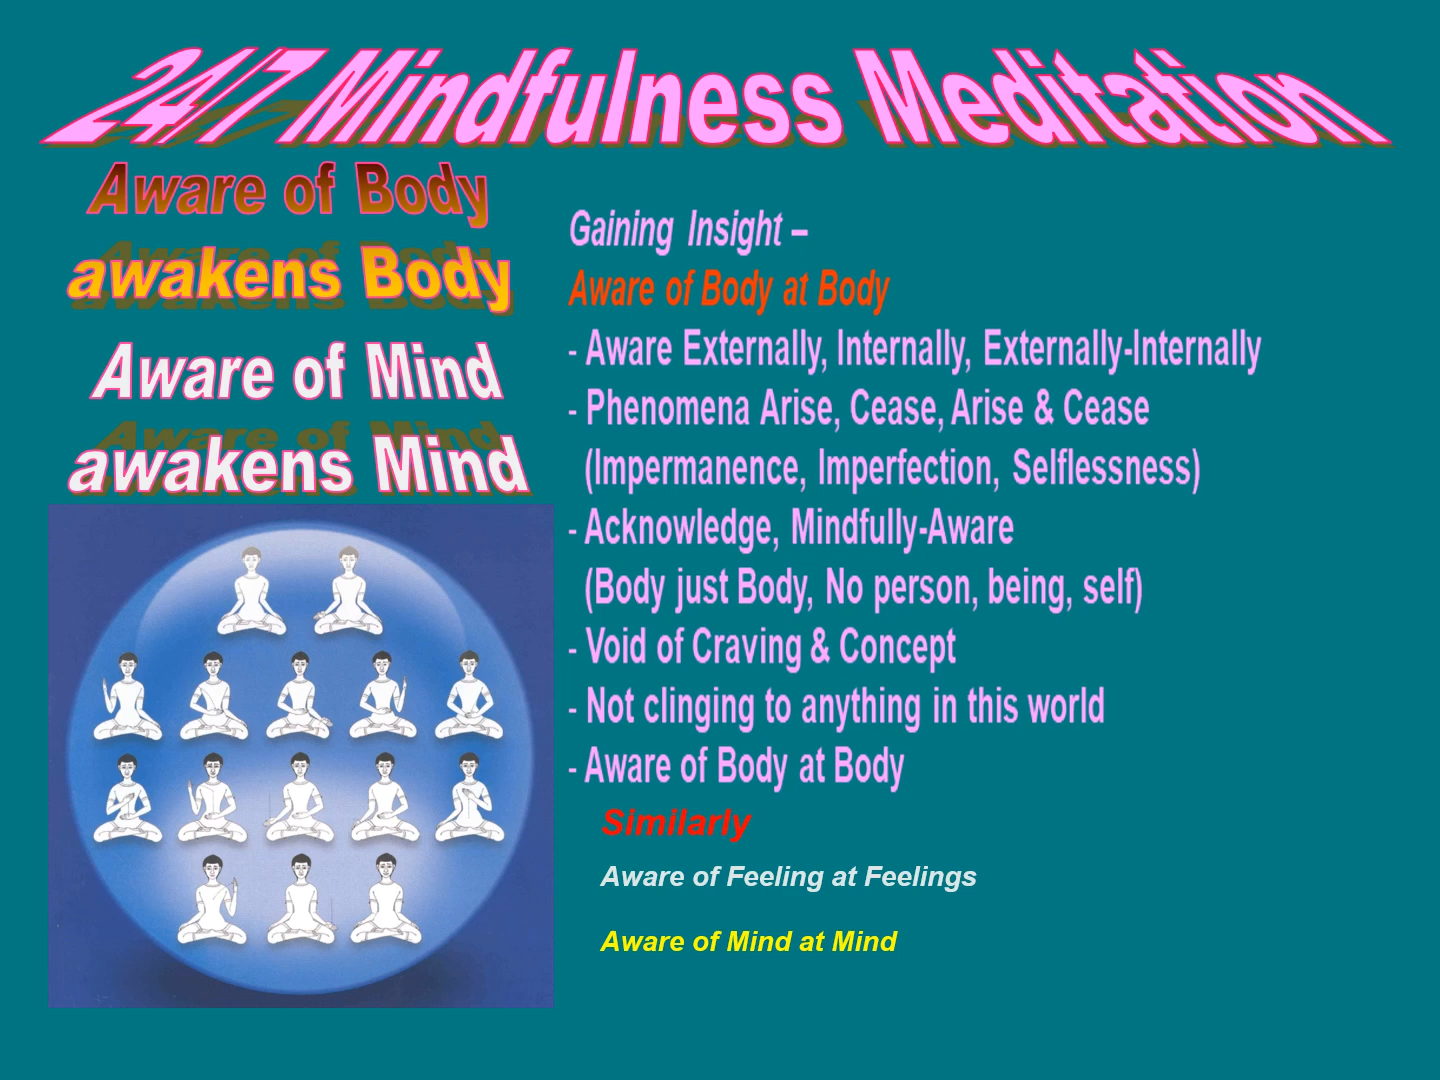 24/7 Mindfulness Meditation
Aware of Body
awakens Body
Aware of Mind
awakens Mind
Gaining Insight –
Aware of Body at Body
- Aware Externally, Internally, Externally-Internally
- Phenomena Arise, Cease, Arise & Cease
(Impermanence, Imperfection, Selflessness)
- Acknowledge, Mindfully-Aware
(Body just Body, No person, being, self)
- Void of Craving & Concept
- Not clinging to anything in this world
- Aware of Body at Body
Similarly
Aware of Feeling at Feelings
Aware of Mind at Mind